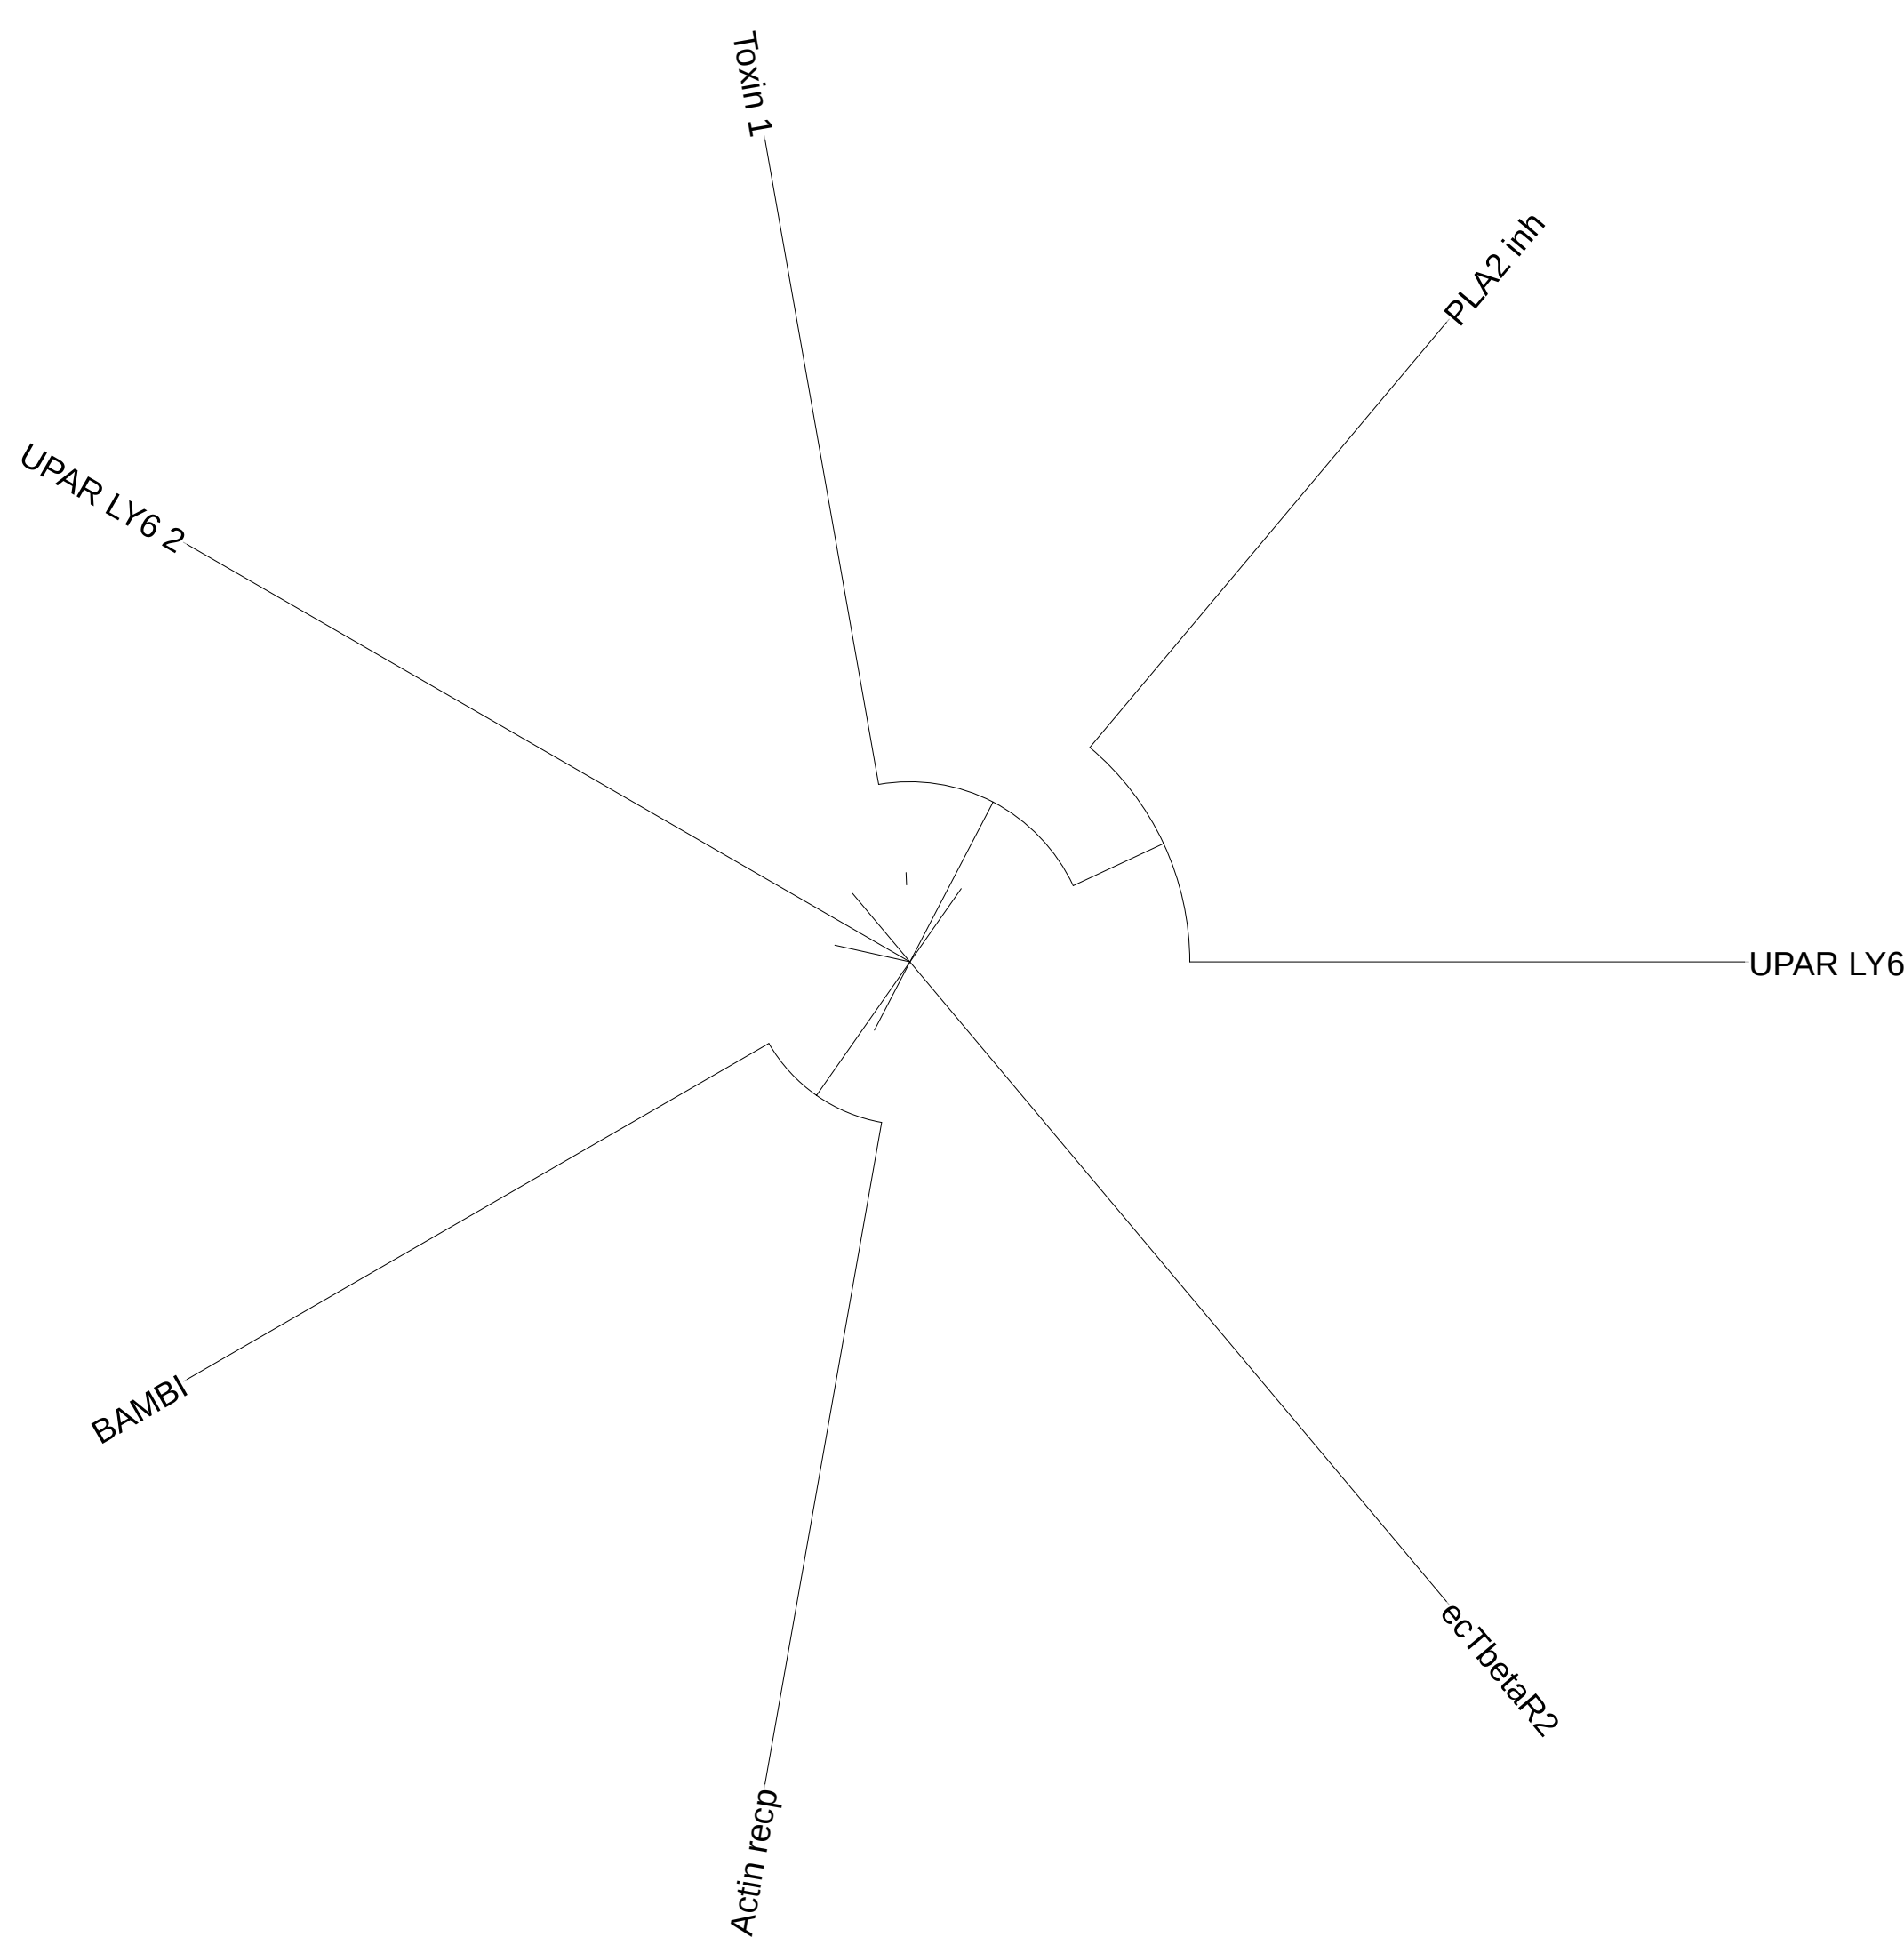 Toxin 1
PLA2 inh
UPAR LY6 2
UPAR LY6
BAMBI
ecTbetaR2
Actin recp